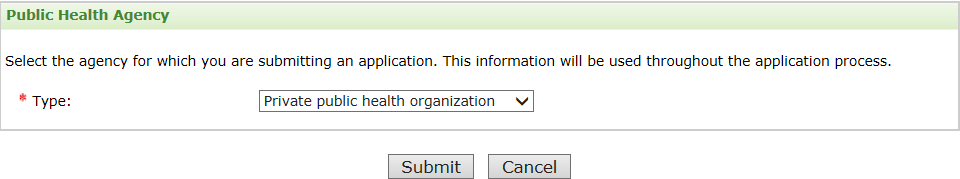 Public Health Agency
Select the agency for which you are submitting an application. This information will be used throughout the application process.
* Type: Private public health organization
Submit Cancel